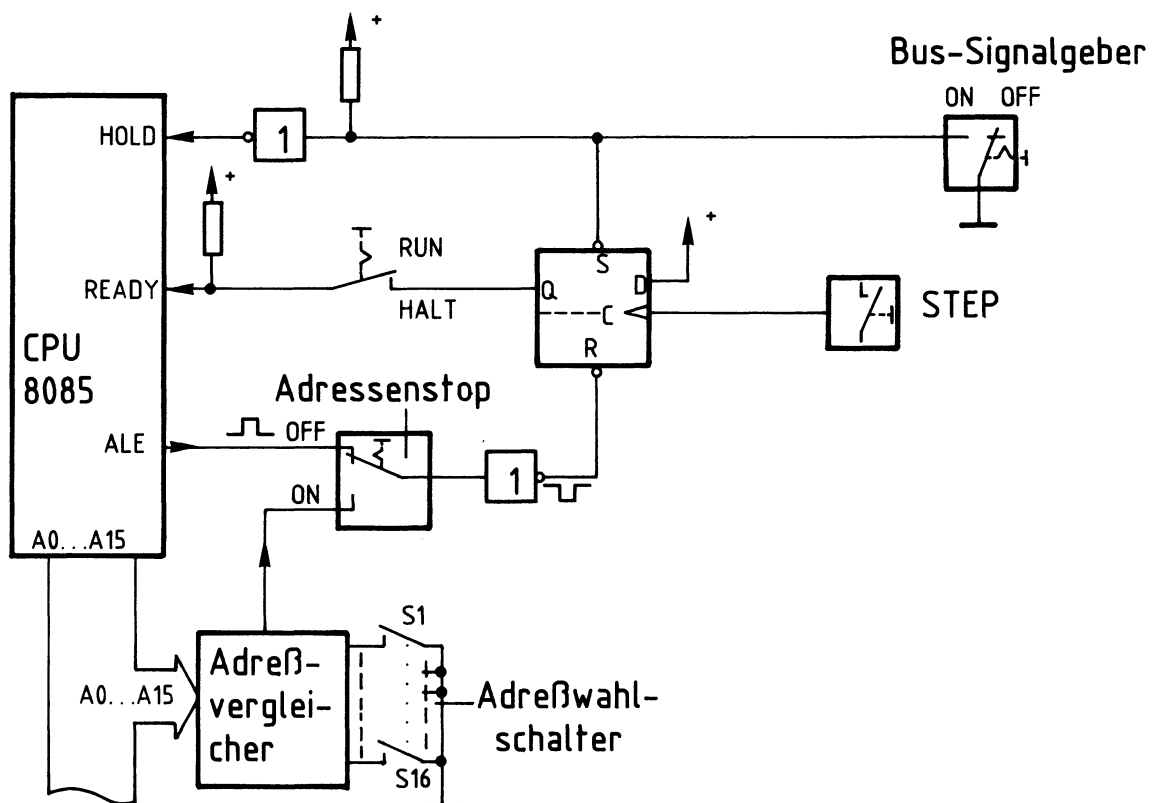 +
Bus-Signalgeber
ON OFF
HOLD
1
+
+
RUN
READY
HALT
Q
S
D
C
R
L
STEP
CPU
8085
Adressenstop
ALE
OFF
ON
1
A0...A15
S1
Adreß-
verglei-
cher
A0...A15
Adreßwahl-
schalter
S16